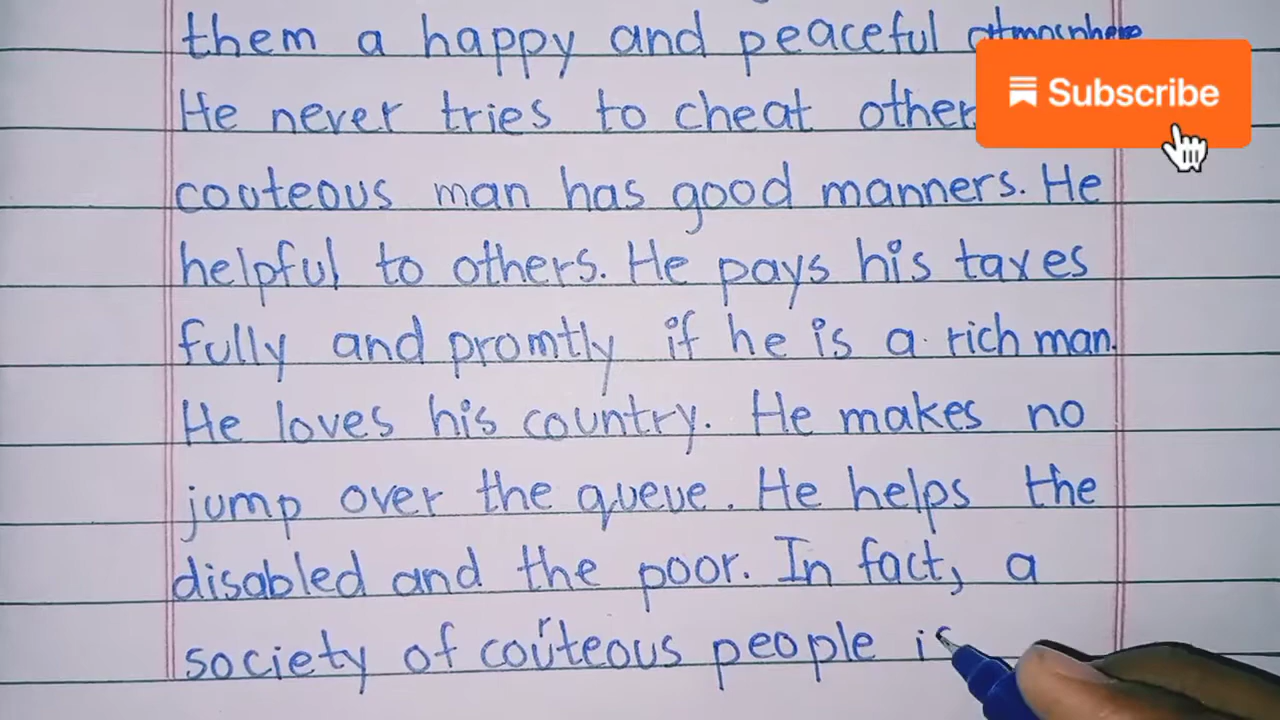 them a happy and peaceful atmosphere
Subscribe
He never tries to cheat other
couteous man has good manners. He
helpful to others. He pays his taxes
fully and promtly if he is a rich man.
He loves his country. He makes no
jump over the queue. He helps the
disabled and the poor. In fact, a
society of courteous people is